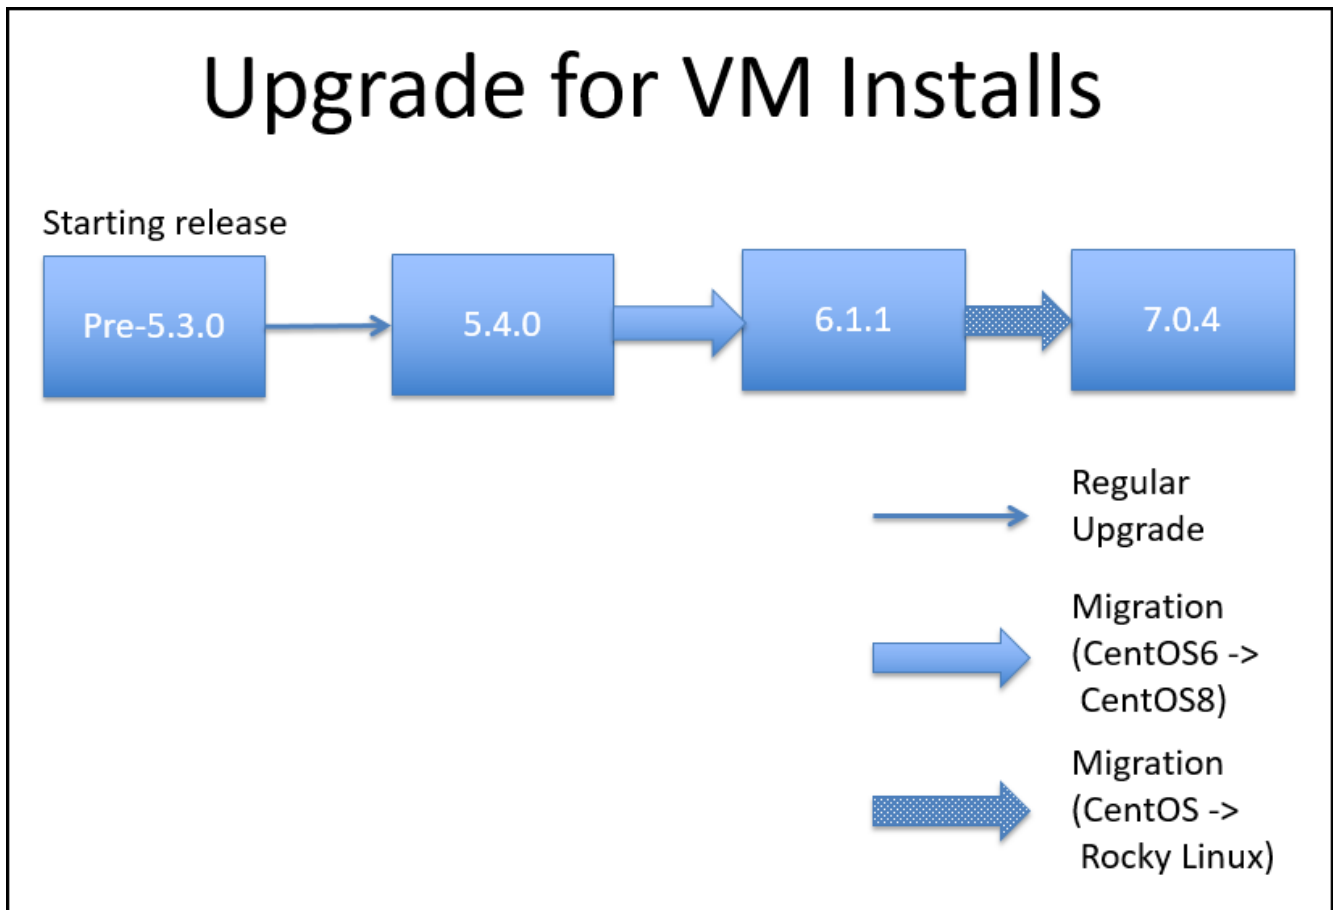 Upgrade for VM Installs
Starting release
Pre-5.3.0
5.4.0
6.1.1
7.0.4
Regular
Upgrade
Migration
(CentOS6 ->
CentOS8)
Migration
(CentOS ->
Rocky Linux)